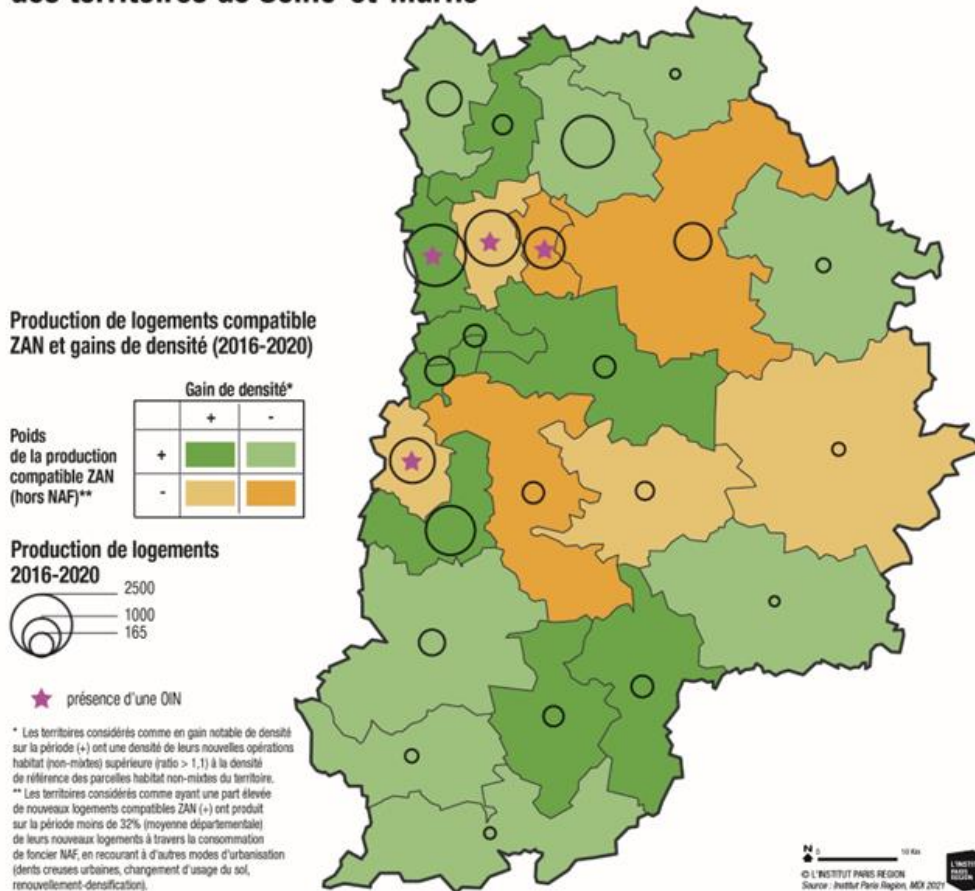 des territoires de Seine-et-Marne
Production de logements compatible
ZAN et gains de densité (2016-2020)
Gain de densité*
+ -
Poids
de la production
compatible ZAN
(hors NAF)**
+
-
Production de logements
2016-2020
2500
1000
165
présence d'une OIN
* Les territoires considérés comme en gain notable de densité
sur la période (+) ont une densité de leurs nouvelles opérations
habitat (non-mixtes) supérieure (ratio > 1,1) à la densité
de référence des parcelles habitat non-mixtes du territoire.
** Les territoires considérés comme ayant une part élevée
de nouveaux logements compatibles ZAN (+) ont produit
sur la période moins de 32% (moyenne départementale)
de leurs nouveaux logements à travers la consommation
de foncier NAF, en recourant à d'autres modes d'urbanisation
(dents creuses urbaines, changement d'usage du sol,
renouvellement-densification).
N
0 10 Km
© L'INSTITUT PARIS REGION
Source : Institut Paris Region, MOS 2021
L'INSTITUT
PARIS
REGION